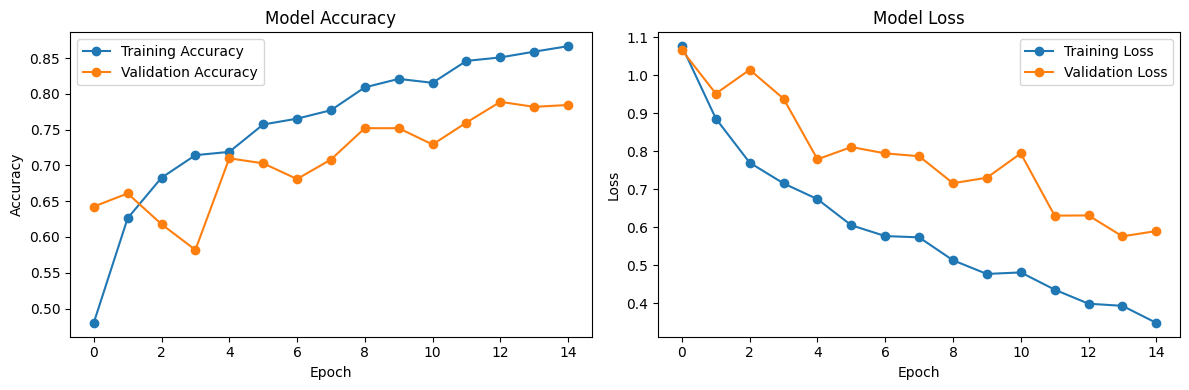 Model Accuracy
Training Accuracy
Validation Accuracy
Accuracy
0.85
0.80
0.75
0.70
0.65
0.60
0.55
0.50
0 2 4 6 8 10 12 14
Epoch
Model Loss
Training Loss
Validation Loss
Loss
1.1
1.0
0.9
0.8
0.7
0.6
0.5
0.4
0 2 4 6 8 10 12 14
Epoch